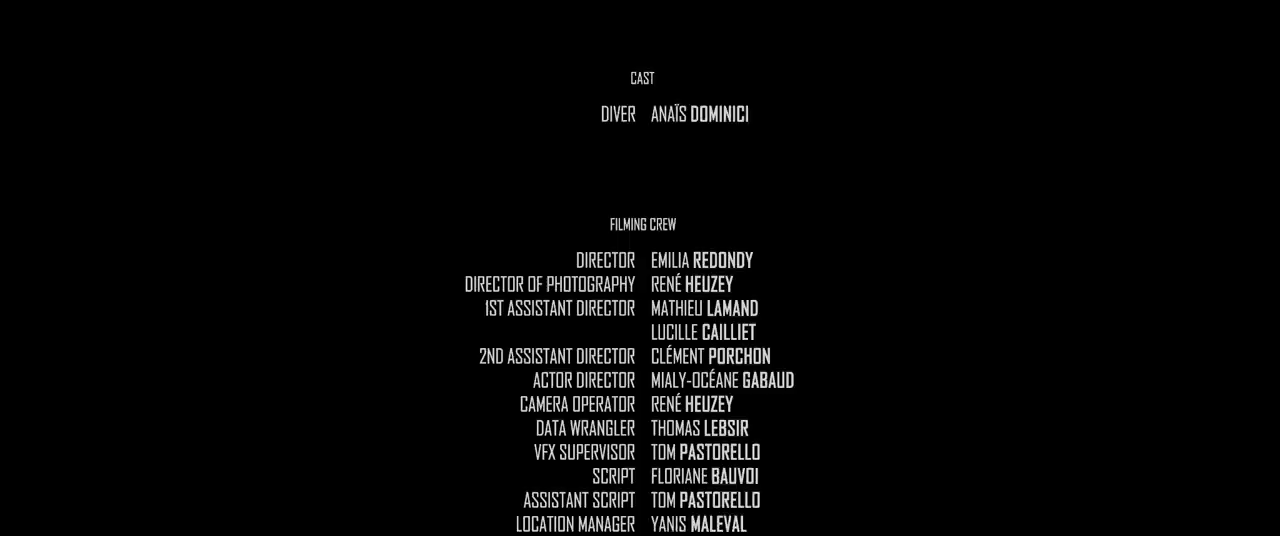 CAST
DIVER ANAÏS DOMINICI
FILMING CREW
DIRECTOR EMILIA REDONDY
DIRECTOR OF PHOTOGRAPHY RENÉ HEUZEY
1ST ASSISTANT DIRECTOR MATHIEU LAMAND
LUCILLE CAILLIET
2ND ASSISTANT DIRECTOR CLÉMENT PORCHON
ACTOR DIRECTOR MIALY-OCÉANE GABAUD
CAMERA OPERATOR RENÉ HEUZEY
DATA WRANGLER THOMAS LEBSIR
VFX SUPERVISOR TOM PASTORELLO
SCRIPT FLORIANE BAUVOI
ASSISTANT SCRIPT TOM PASTORELLO
LOCATION MANAGER YANIS MALEVAL